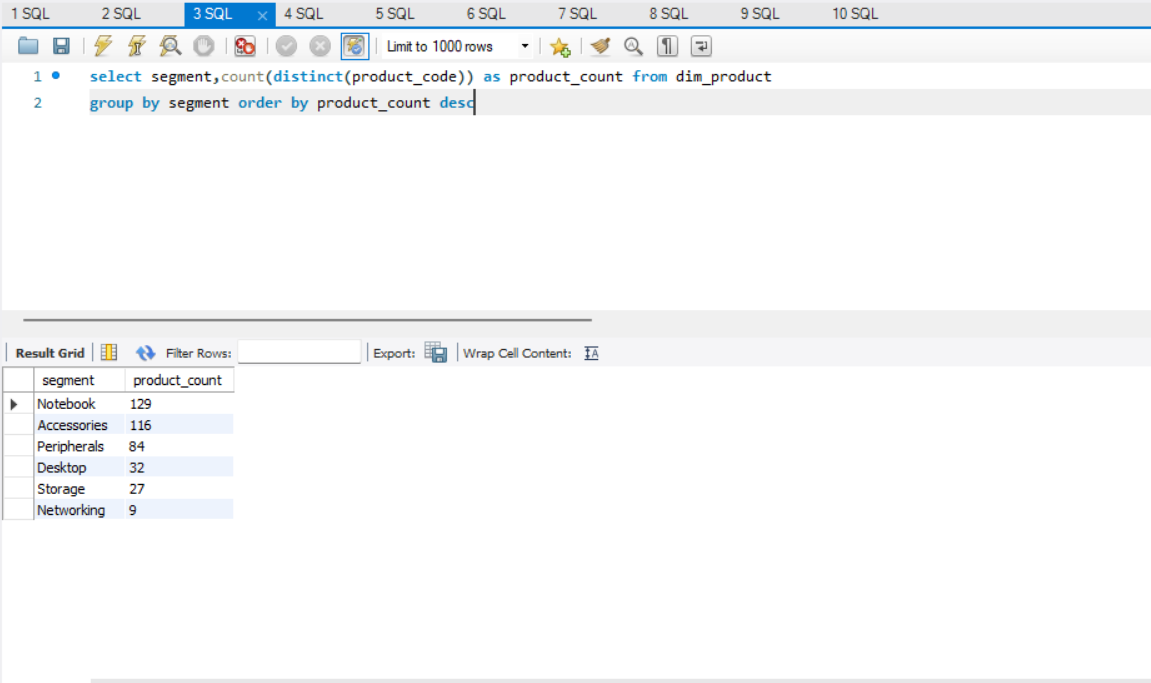 1 SQL 2 SQL 3 SQL 4 SQL 5 SQL 6 SQL 7 SQL 8 SQL 9 SQL 10 SQL
Limit to 1000 rows
1 select segment,count(distinct(product_code)) as product_count from dim_product
2 group by segment order by product_count desc
Result Grid Filter Rows: Export: Wrap Cell Content: IA
segment product_count
Notebook 129
Accessories 116
Peripherals 84
Desktop 32
Storage 27
Networking 9